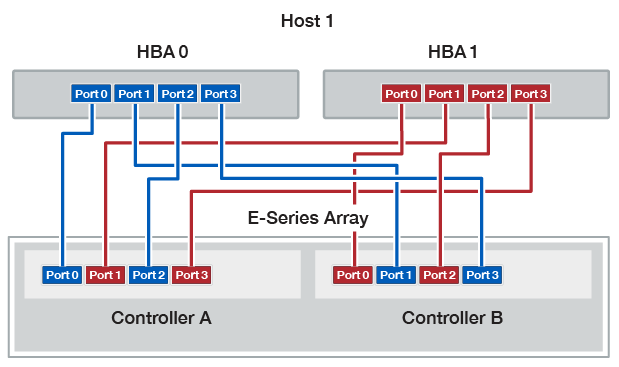 Host 1
HBA 0 HBA 1
Port 0 Port 1 Port 2 Port 3 Port 0 Port 1 Port 2 Port 3
E-Series Array
Port 0 Port 1 Port 2 Port 3 Port 0 Port 1 Port 2 Port 3
Controller A Controller B